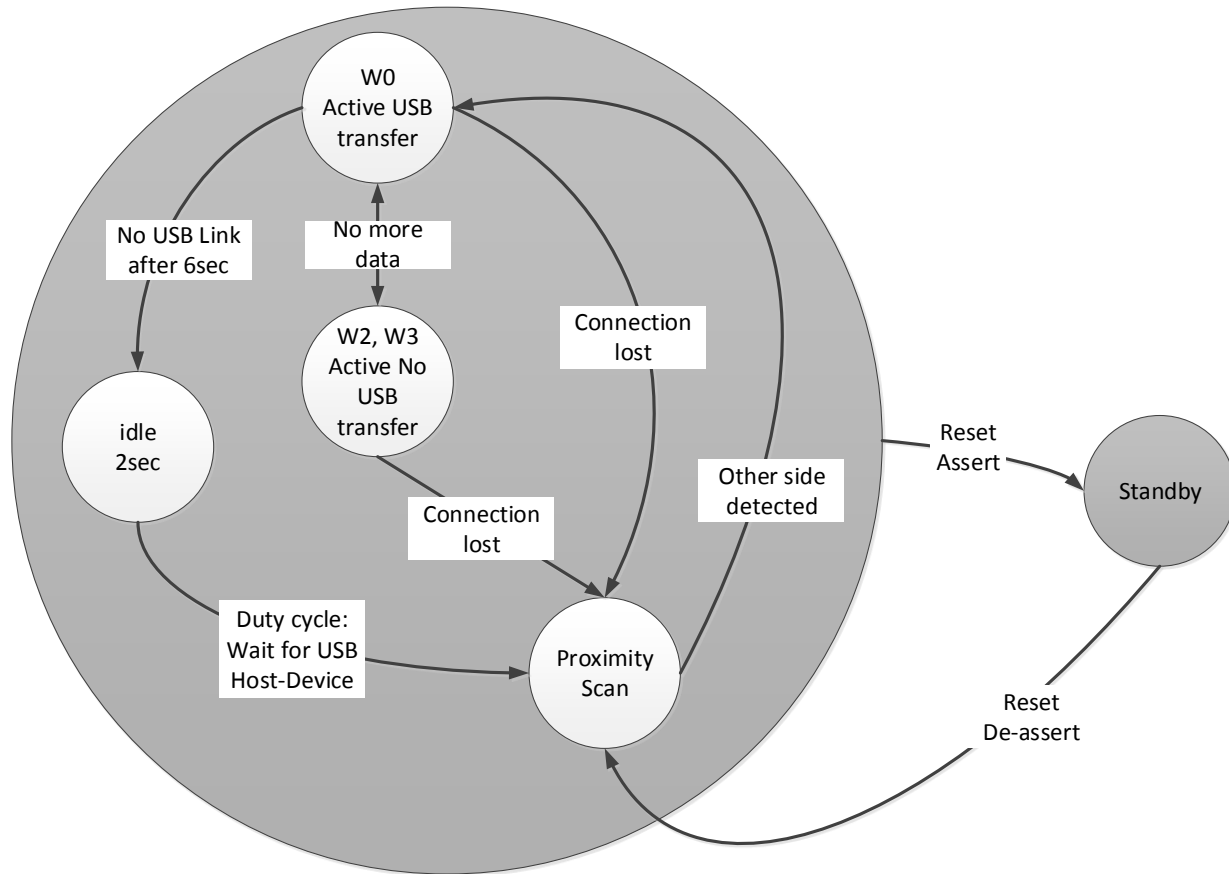 W0
Active USB
transfer
No USB Link
after 6sec
No more
data
Connection
lost
W2, W3
Active No
USB
transfer
idle
2sec
Reset
Assert
Other side
detected
Standby
Connection
lost
Duty cycle:
Wait for USB
Host-Device
Proximity
Scan
Reset
De-assert